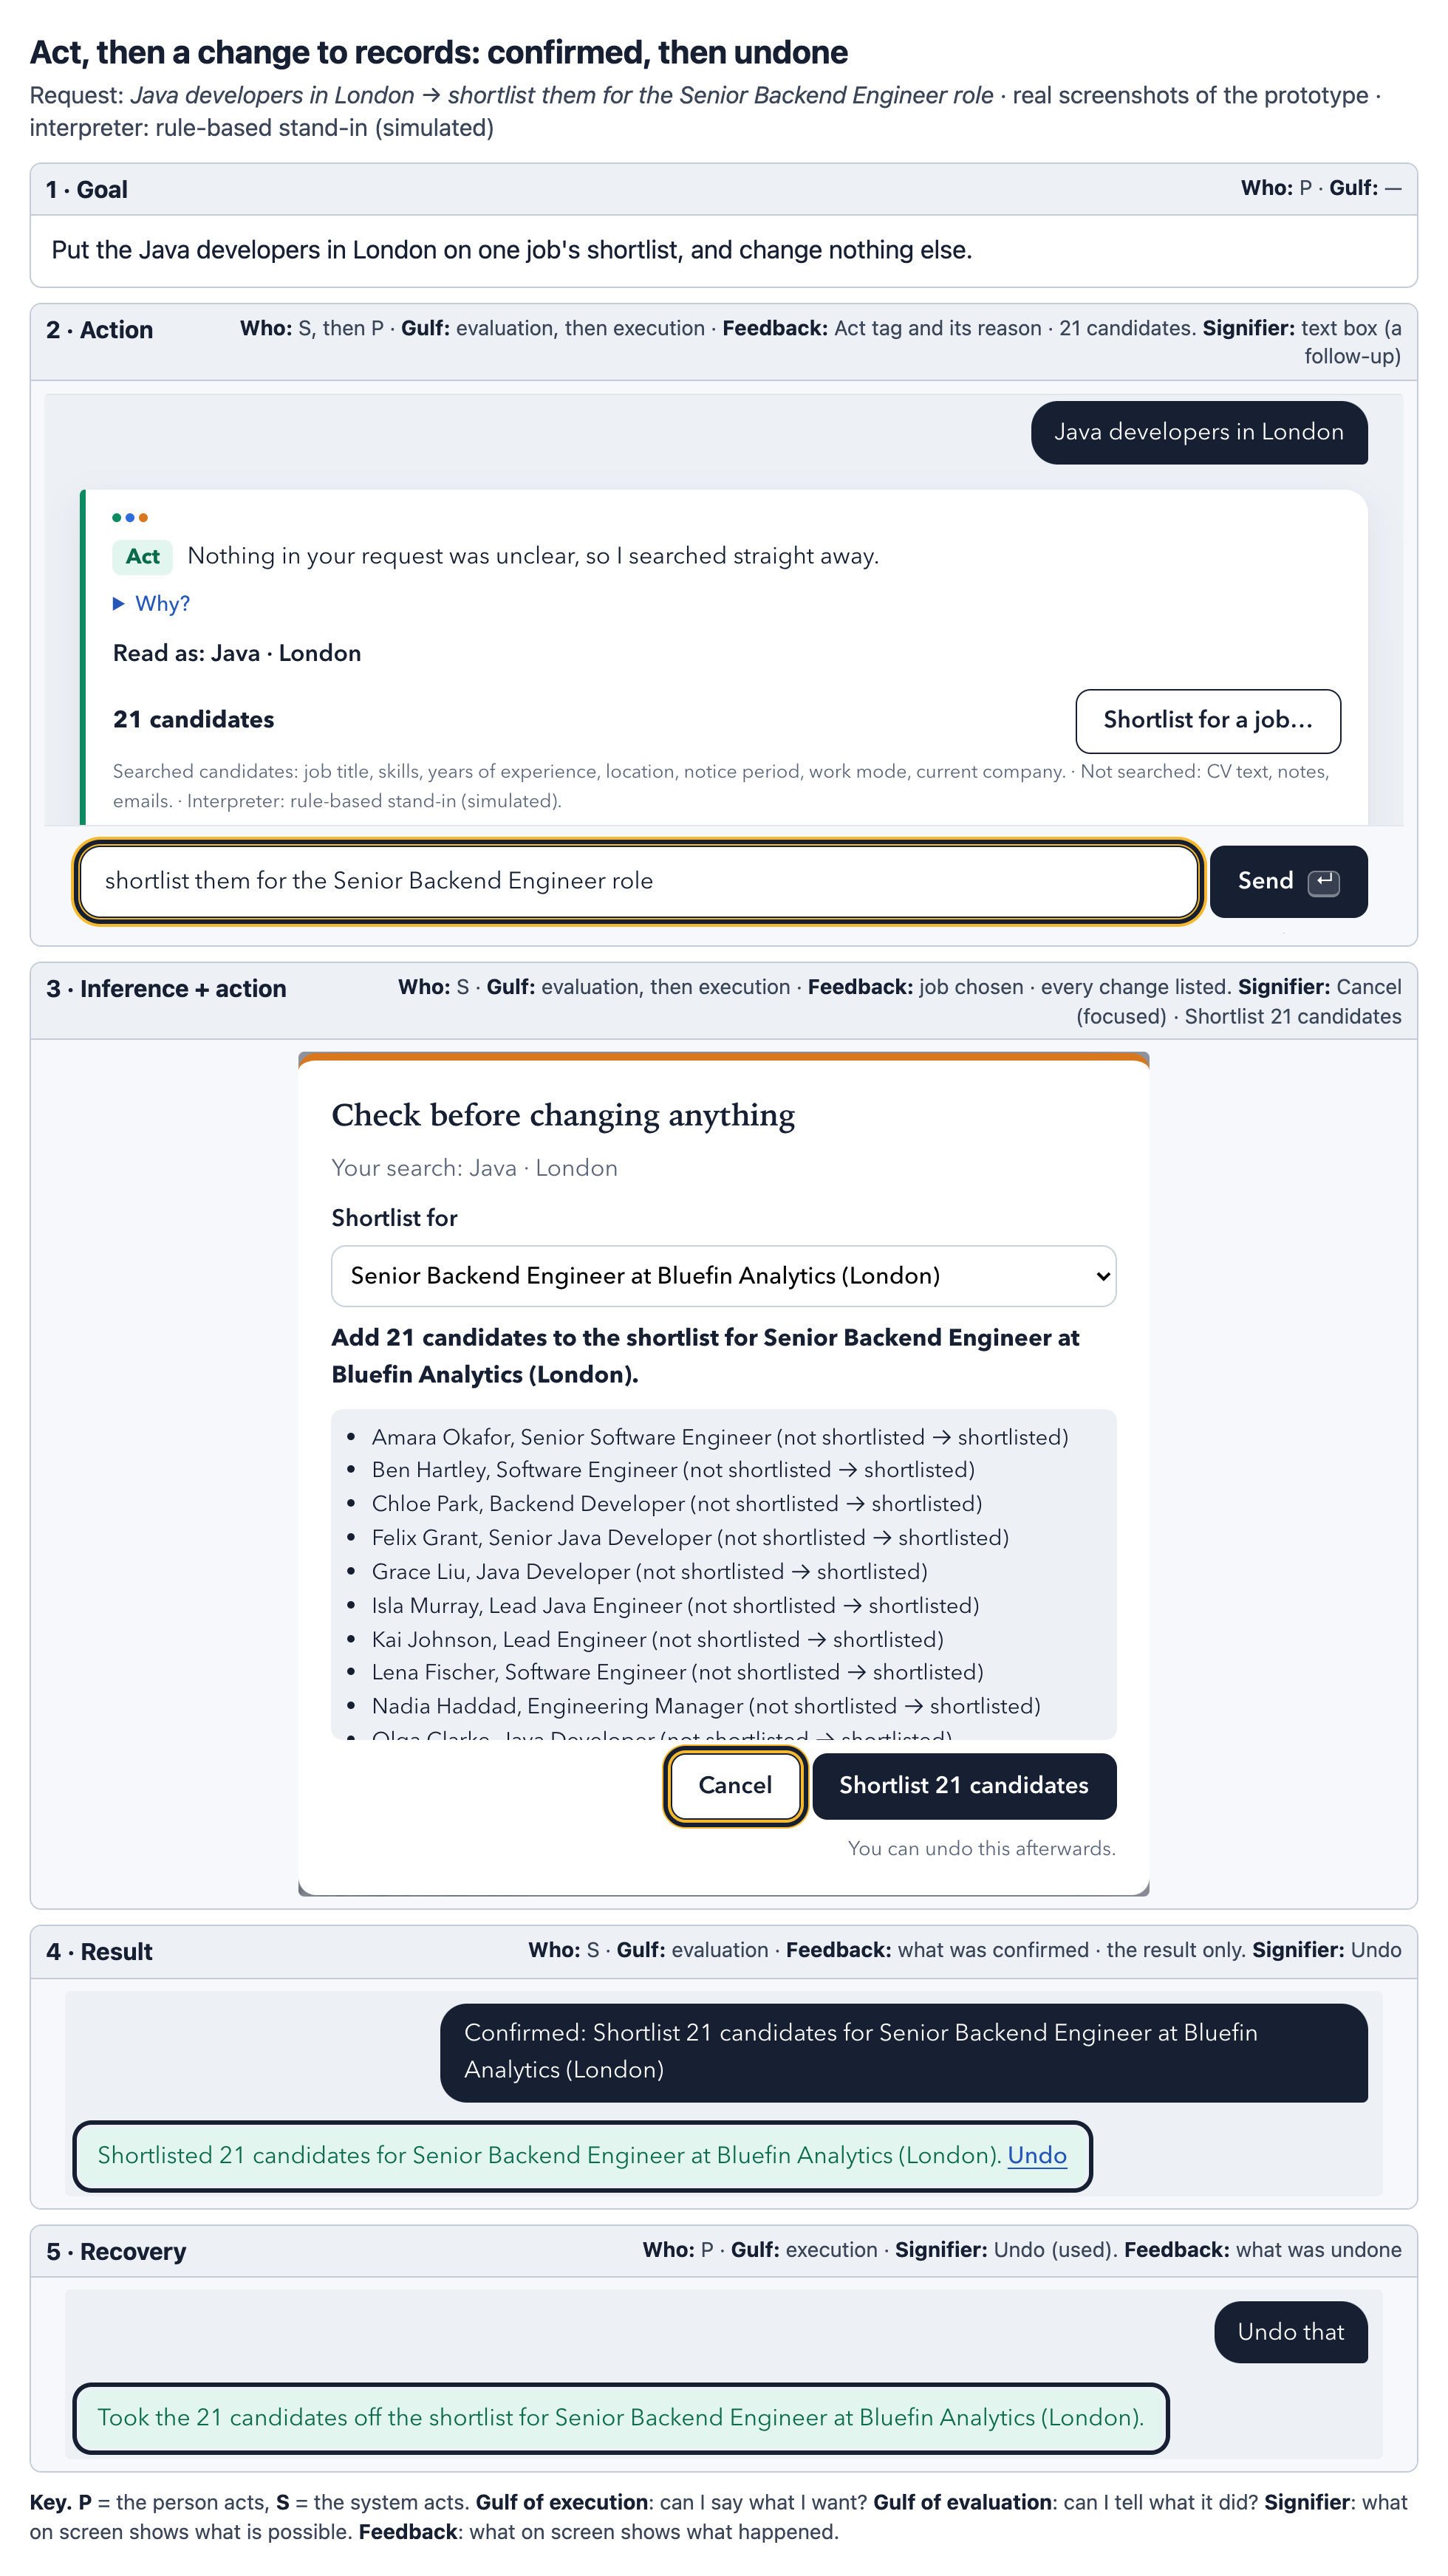 Act, then a change to records: confirmed, then undone
Request: Java developers in London → shortlist them for the Senior Backend Engineer role · real screenshots of the prototype ·
interpreter: rule-based stand-in (simulated)
1 · Goal
Who: P · Gulf: —
Put the Java developers in London on one job's shortlist, and change nothing else.
2 · Action
Who: S, then P · Gulf: evaluation, then execution · Feedback: Act tag and its reason · 21 candidates. Signifier: text box (a
follow-up)
Java developers in London
Act Nothing in your request was unclear, so I searched straight away.
▶ Why?
Read as: Java · London
21 candidates
Shortlist for a job...
Searched candidates: job title, skills, years of experience, location, notice period, work mode, current company. · Not searched: CV text, notes,
emails. · Interpreter: rule-based stand-in (simulated).
shortlist them for the Senior Backend Engineer role
Send ↵
3 · Inference + action
Who: S · Gulf: evaluation, then execution · Feedback: job chosen · every change listed. Signifier: Cancel
(focused) · Shortlist 21 candidates
Check before changing anything
Your search: Java · London
Shortlist for
Senior Backend Engineer at Bluefin Analytics (London)
Add 21 candidates to the shortlist for Senior Backend Engineer at
Bluefin Analytics (London).
• Amara Okafor, Senior Software Engineer (not shortlisted → shortlisted)
• Ben Hartley, Software Engineer (not shortlisted → shortlisted)
• Chloe Park, Backend Developer (not shortlisted → shortlisted)
• Felix Grant, Senior Java Developer (not shortlisted → shortlisted)
• Grace Liu, Java Developer (not shortlisted → shortlisted)
• Isla Murray, Lead Java Engineer (not shortlisted → shortlisted)
• Kai Johnson, Lead Engineer (not shortlisted → shortlisted)
• Lena Fischer, Software Engineer (not shortlisted → shortlisted)
• Nadia Haddad, Engineering Manager (not shortlisted → shortlisted)
• Olga Clarke, Java Developer (not shortlisted → shortlisted)
Cancel
Shortlist 21 candidates
You can undo this afterwards.
4 · Result
Who: S · Gulf: evaluation · Feedback: what was confirmed · the result only. Signifier: Undo
Confirmed: Shortlist 21 candidates for Senior Backend Engineer at Bluefin
Analytics (London)
Shortlisted 21 candidates for Senior Backend Engineer at Bluefin Analytics (London). Undo
5 · Recovery
Who: P · Gulf: execution · Signifier: Undo (used). Feedback: what was undone
Undo that
Took the 21 candidates off the shortlist for Senior Backend Engineer at Bluefin Analytics (London).
Key. P = the person acts, S = the system acts. Gulf of execution: can I say what I want? Gulf of evaluation: can I tell what it did? Signifier: what
on screen shows what is possible. Feedback: what on screen shows what happened.